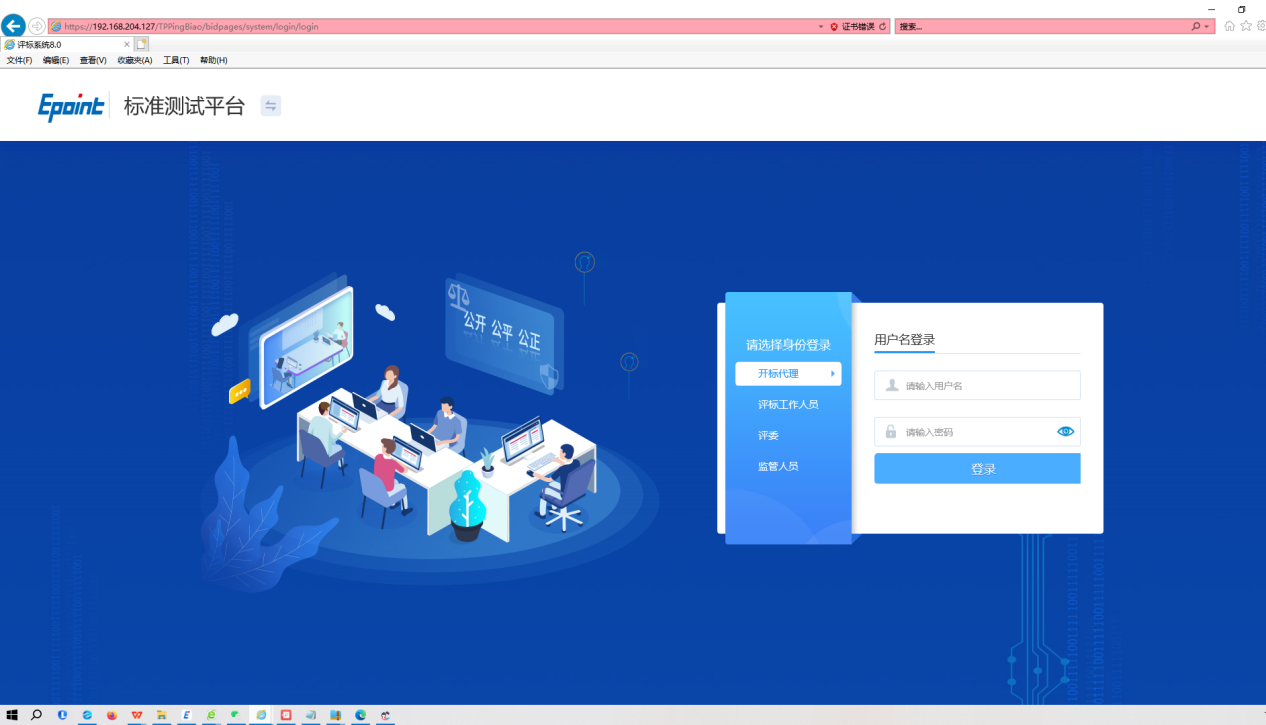 https://192.168.204.127/TPPingBiao/bidpages/system/login/login
证书错误
搜索...
评标系统8.0
文件(F) 编辑(E) 查看(V) 收藏夹(A) 工具(T) 帮助(H)
Epoint 标准测试平台
公开 公平 公正
请选择身份登录
开标代理
评标工作人员
评委
监管人员
用户名登录
请输入用户名
请输入密码
登录